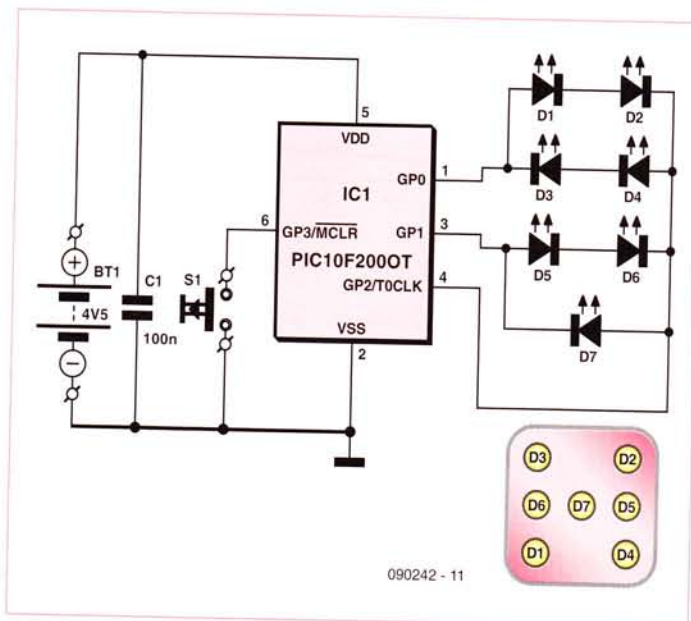 5
VDD
IC1
GP0
1
GP3/MCLR
6
GP1
3
PIC10F200OT
GP2/T0CLK
4
VSS
2
BT1
4V5
C1
100n
S1
D1
D2
D3
D4
D5
D6
D7
D3
D2
D6
D7
D5
D1
D4
090242 - 11